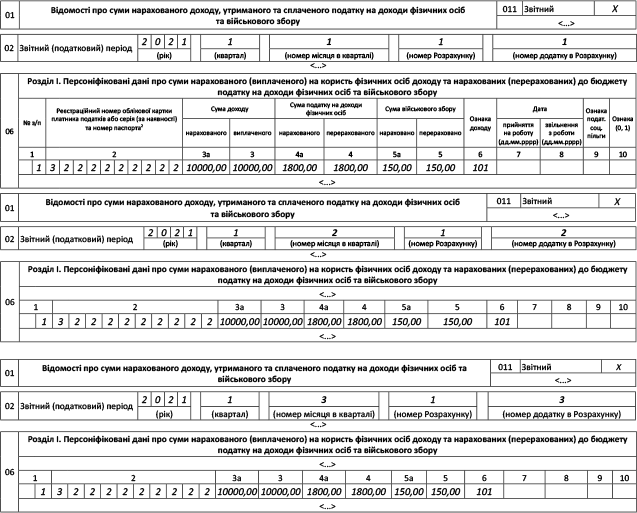 01 Відомості про суми нарахованого доходу, утриманого та сплаченого податку на доходи фізичних осіб 011 Звітний X
та військового збору <...>
02 Звітний (податковий) період 2 0 2 1 1 1 1 1
(рік) (квартал) (номер місяця в кварталі) (номер Розрахунку) (номер додатку в Розрахунку)
<...>
06 Розділ I. Персоніфіковані дані про суми нарахованого (виплаченого) на користь фізичних осіб доходу та нарахованих (перерахованих) до бюджету
податку на доходи фізичних осіб та військового збору
№ з/п Реєстраційний номер облікової картки платника податків або серія (за наявності) та номер паспорта² Сума доходу Сума податку на доходи фізичних осіб Сума військового збору Ознака доходу Дата Ознака подат. соц. пільги Ознака (0, 1)
нарахованого виплаченого нарахованого перерахованого нараховано перераховано прийняття на роботу (дд.мм.рррр) звільнення з роботи (дд.мм.рррр)
1 2 3а 3 4а 4 5а 5 6 7 8 9 10
1 3 2 2 2 2 2 2 2 2 2 10000,00 10000,00 1800,00 1800,00 150,00 150,00 101
<...>
01 Відомості про суми нарахованого доходу, утриманого та сплаченого податку на доходи фізичних осіб 011 Звітний X
та військового збору <...>
02 Звітний (податковий) період 2 0 2 1 1 2 1 2
(рік) (квартал) (номер місяця в кварталі) (номер Розрахунку) (номер додатку в Розрахунку)
<...>
06 Розділ I. Персоніфіковані дані про суми нарахованого (виплаченого) на користь фізичних осіб доходу та нарахованих (перерахованих) до бюджету
податку на доходи фізичних осіб та військового збору
<...>
1 2 3а 3 4а 4 5а 5 6 7 8 9 10
1 3 2 2 2 2 2 2 2 2 2 10000,00 10000,00 1800,00 1800,00 150,00 150,00 101
<...>
01 Відомості про суми нарахованого доходу, утриманого та сплаченого податку на доходи фізичних осіб та 011 Звітний X
військового збору <...>
02 Звітний (податковий) період 2 0 2 1 1 3 1 3
(рік) (квартал) (номер місяця в кварталі) (номер Розрахунку) (номер додатку в Розрахунку)
<...>
06 Розділ I. Персоніфіковані дані про суми нарахованого (виплаченого) на користь фізичних осіб доходу та нарахованих (перерахованих) до бюджету
податку на доходи фізичних осіб та військового збору
<...>
1 2 3а 3 4а 4 5а 5 6 7 8 9 10
1 3 2 2 2 2 2 2 2 2 2 10000,00 10000,00 1800,00 1800,00 150,00 150,00 101
<...>